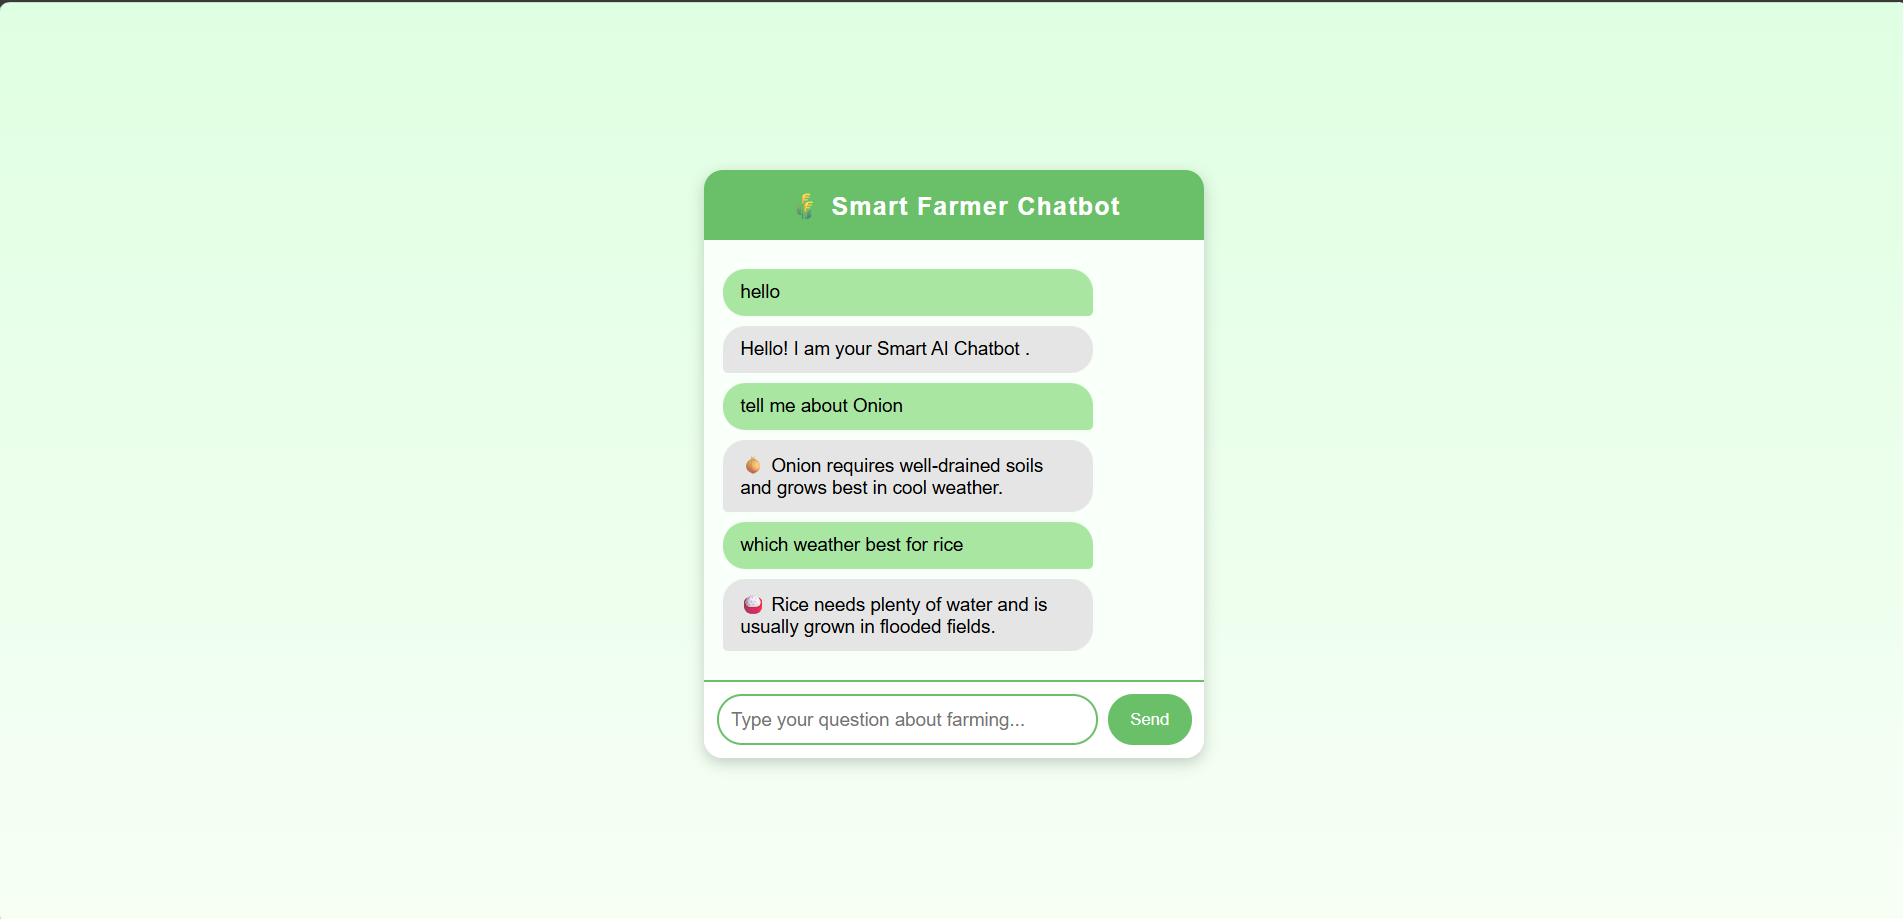 🌾 Smart Farmer Chatbot
hello
Hello! I am your Smart AI Chatbot .
tell me about Onion
🧅 Onion requires well-drained soils
and grows best in cool weather.
which weather best for rice
🍚 Rice needs plenty of water and is
usually grown in flooded fields.
Type your question about farming...
Send